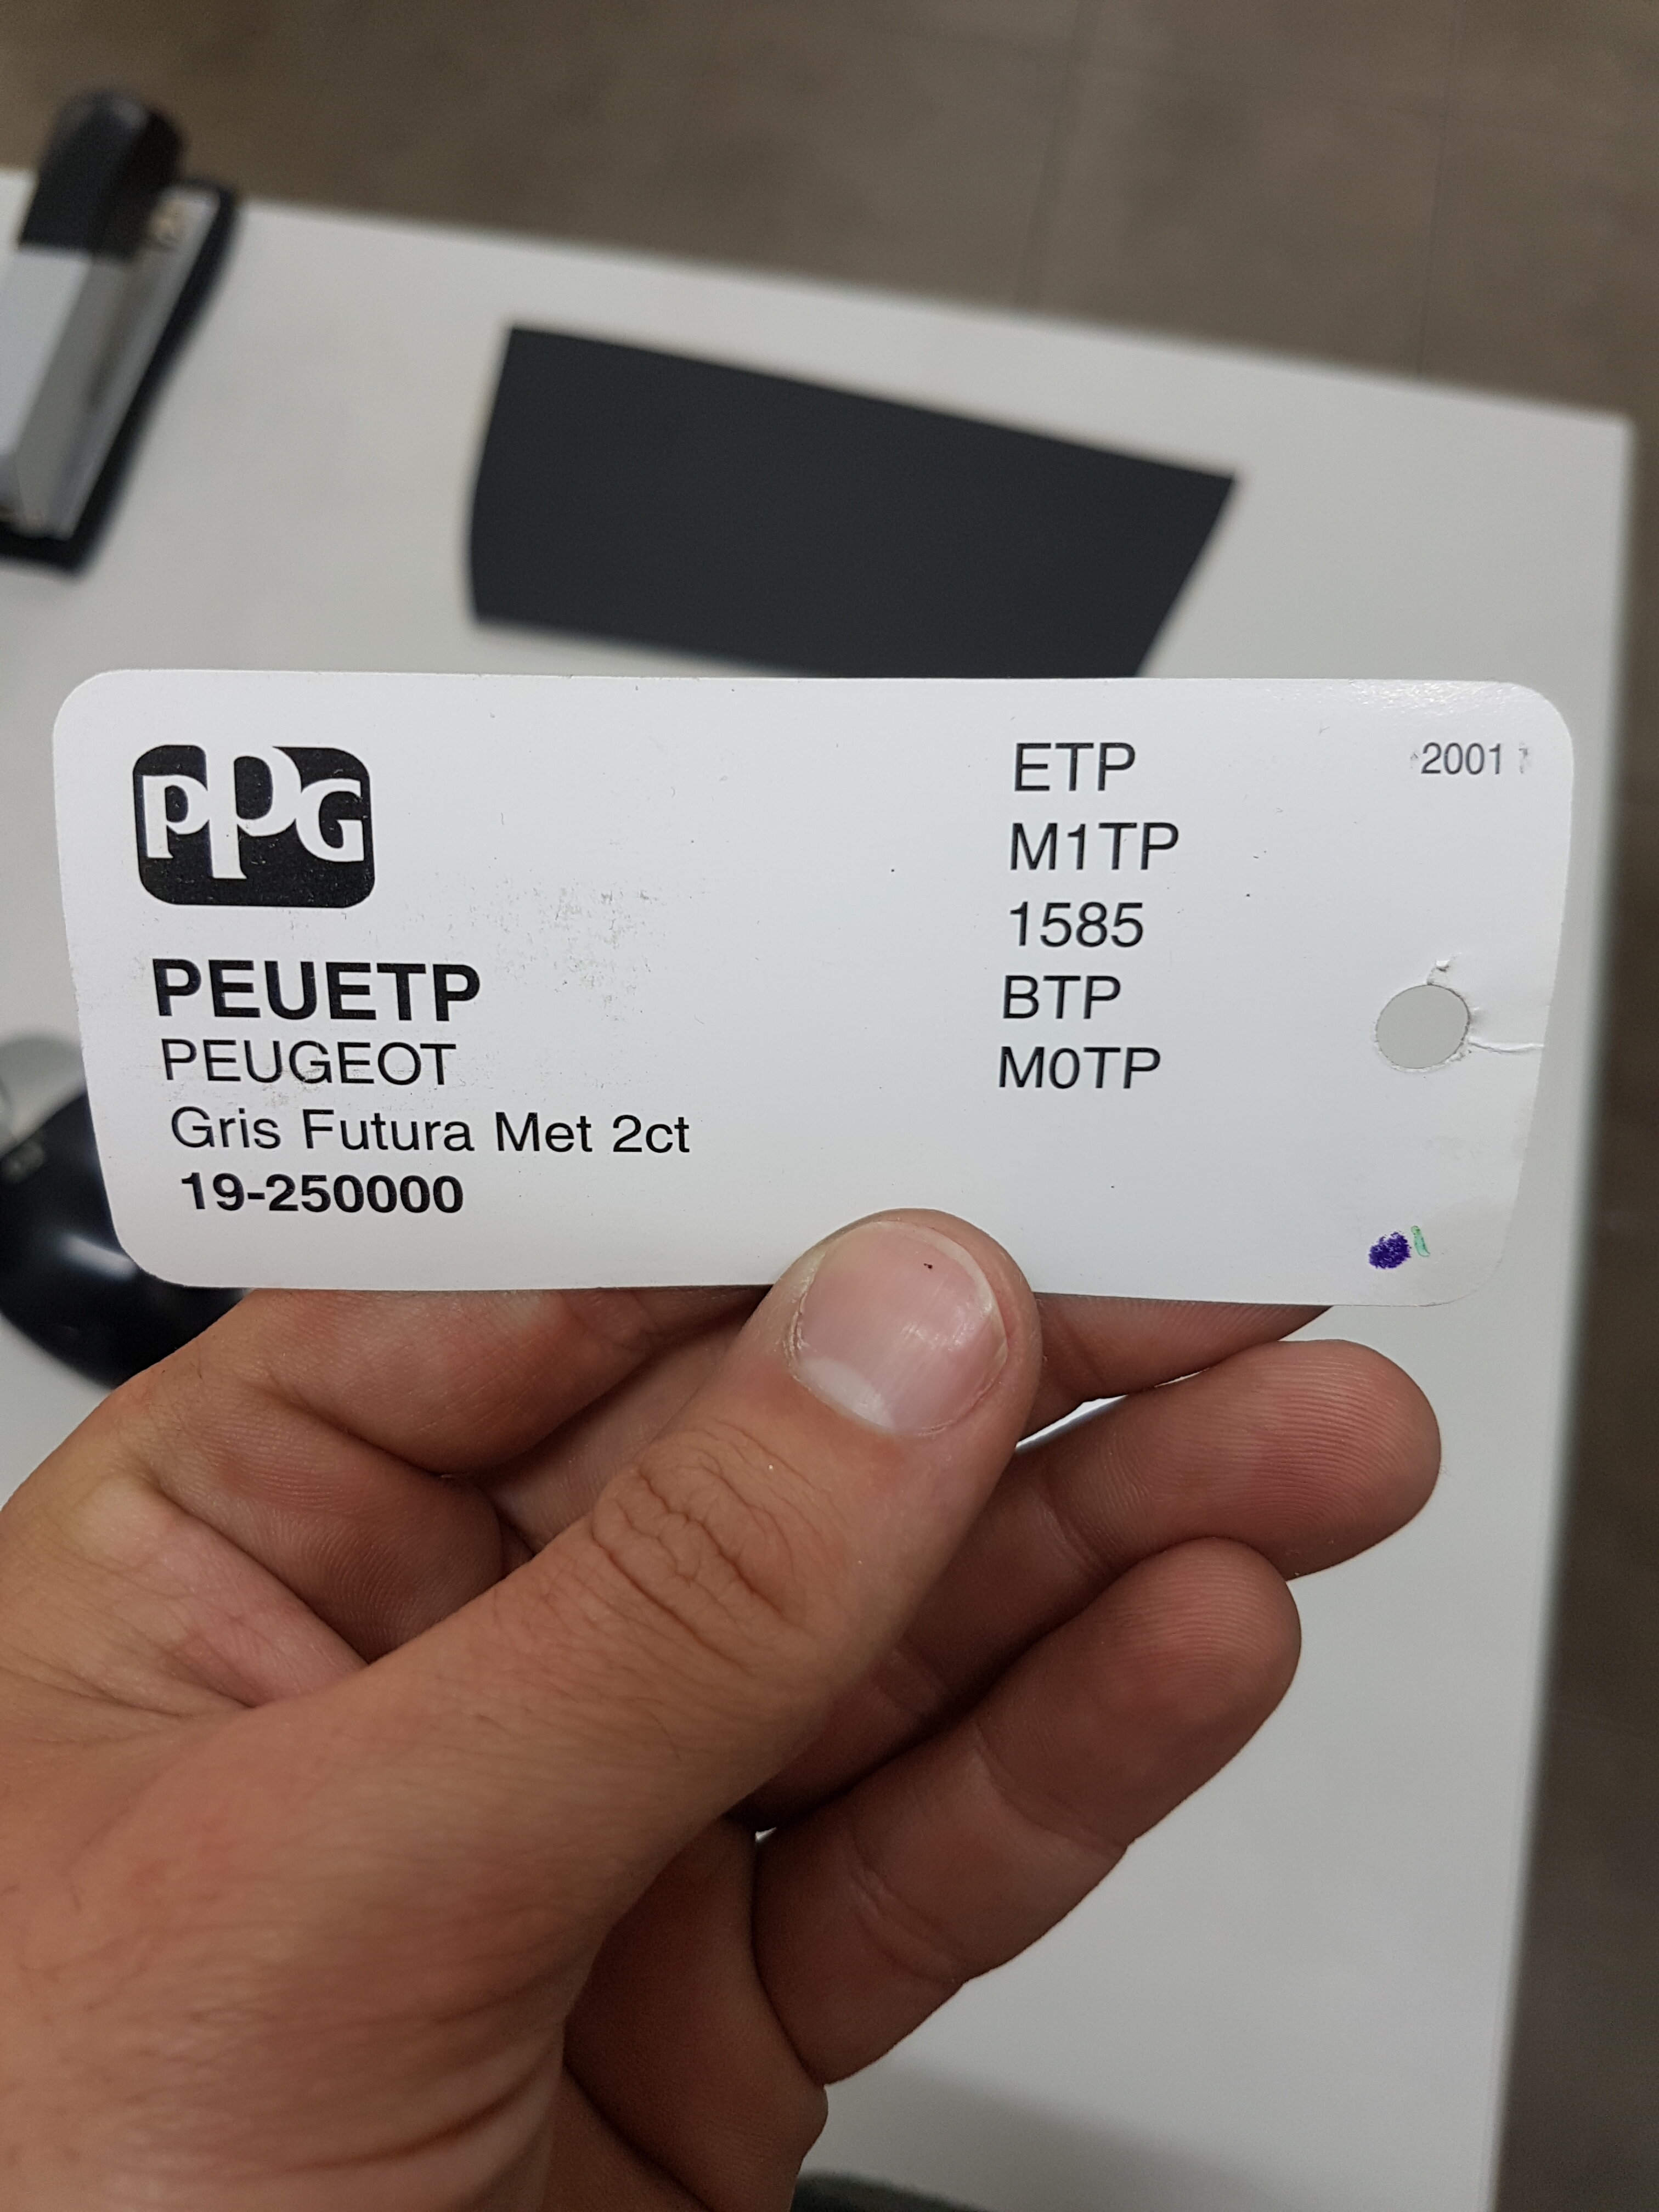 PPG
PEUETP
PEUGEOT
Gris Futura Met 2ct
19-250000
ETP
M1TP
1585
BTP
M0TP
2001